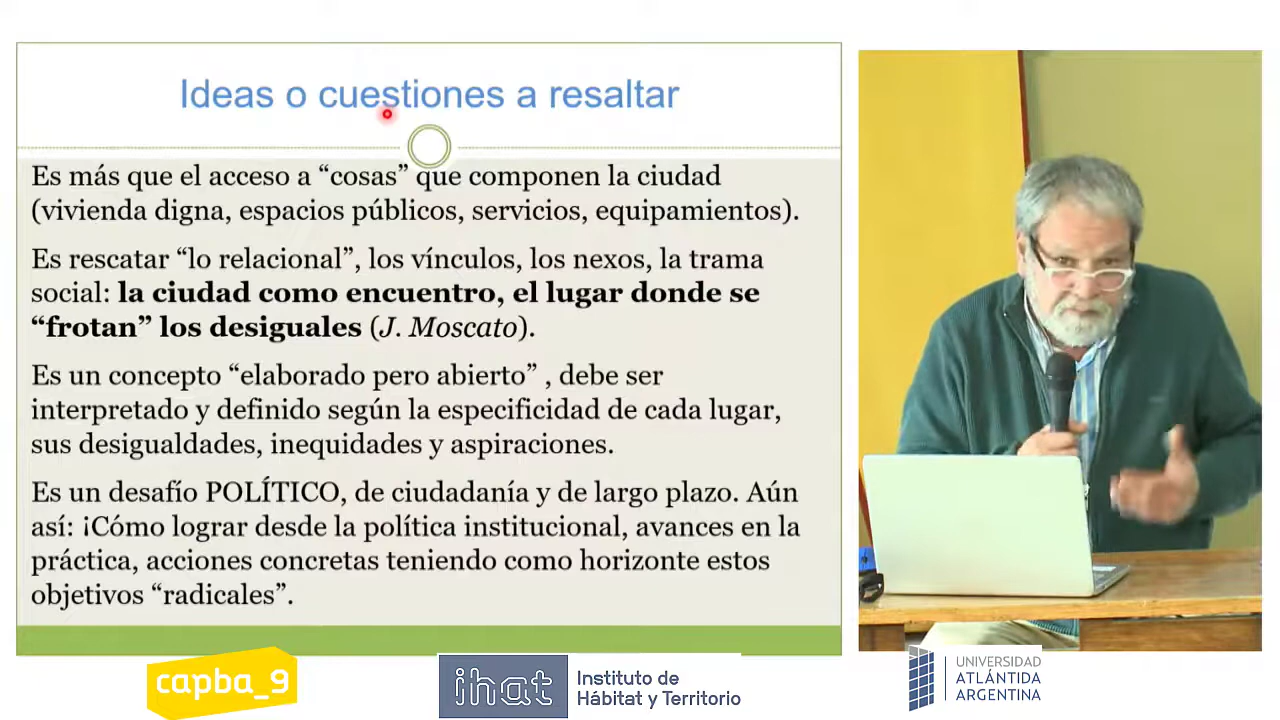 Ideas o cuestiones a resaltar
Es más que el acceso a “cosas” que componen la ciudad
(vivienda digna, espacios públicos, servicios, equipamientos).
Es rescatar “lo relacional”, los vínculos, los nexos, la trama
social: la ciudad como encuentro, el lugar donde se
“frotan” los desiguales (J. Moscato).
Es un concepto “elaborado pero abierto” , debe ser
interpretado y definido según la especificidad de cada lugar,
sus desigualdades, inequidades y aspiraciones.
Es un desafío POLÍTICO, de ciudadanía y de largo plazo. Aún
así: ¡Cómo lograr desde la política institucional, avances en la
práctica, acciones concretas teniendo como horizonte estos
objetivos “radicales”.
capba_9
ihat
Instituto de
Hábitat y Territorio
UNIVERSIDAD
ATLÁNTIDA
ARGENTINA